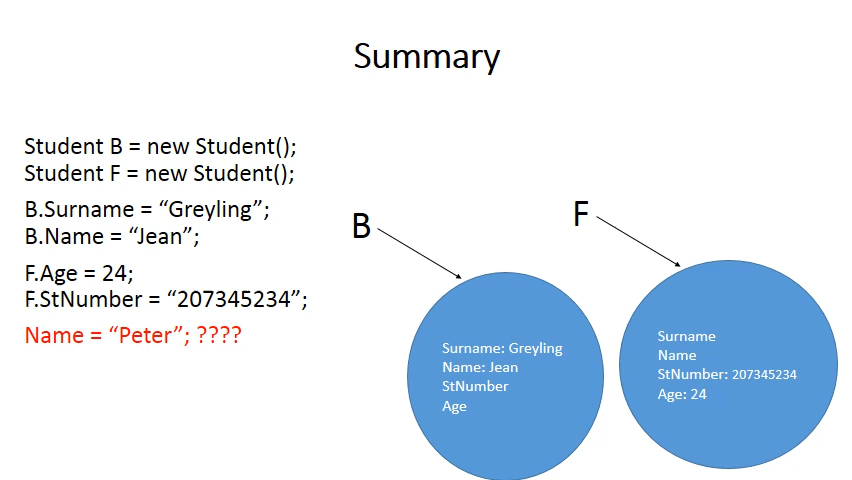 Summary
Student B = new Student();
Student F = new Student();
B.Surname = “Greyling”;
B.Name = “Jean”;
F.Age = 24;
F.StNumber = “207345234”;
Name = “Peter”; ????
B
F
Surname: Greyling
Name: Jean
StNumber
Age
Surname
Name
StNumber: 207345234
Age: 24